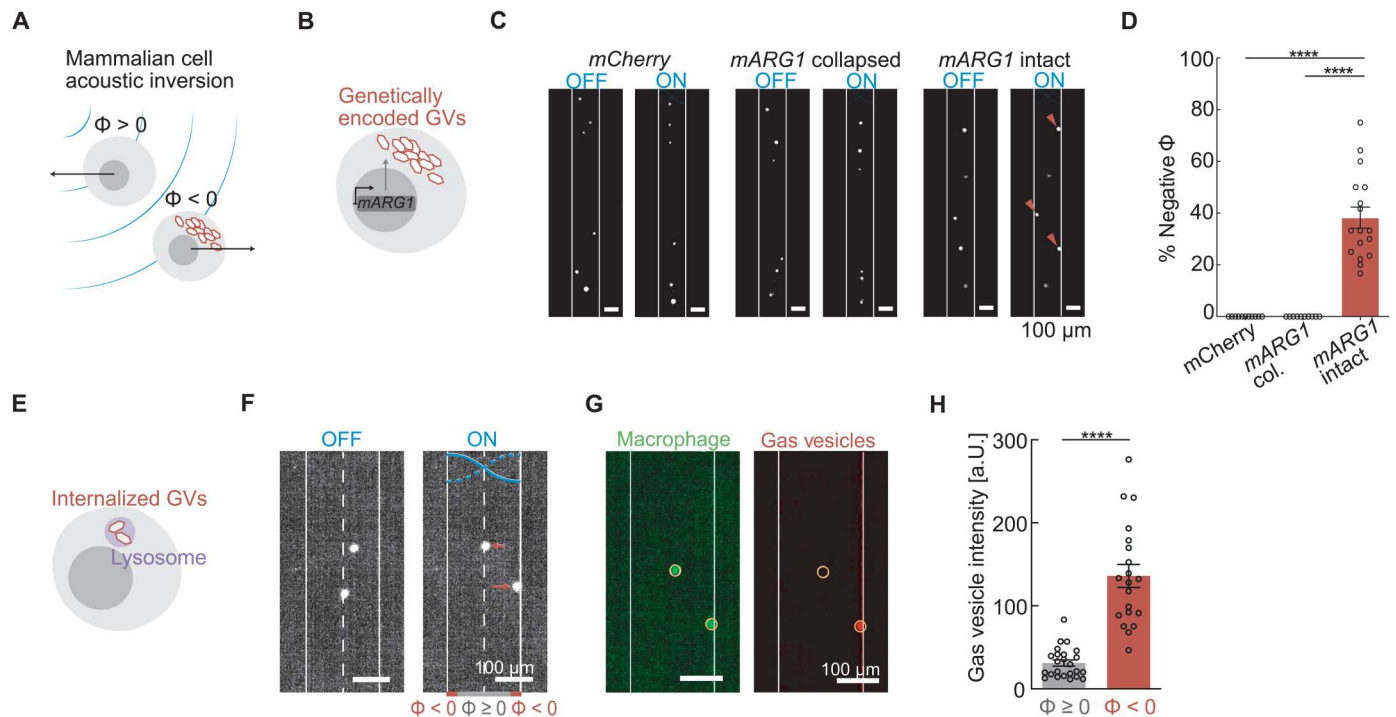 A
Mammalian cell
acoustic inversion
Φ > 0
Φ < 0
B
Genetically
encoded GVs
mARG1
C
mCherry
OFF
ON
mARG1 collapsed
OFF
ON
mARG1 intact
OFF
ON
100 µm
D
% Negative Φ
100
80
60
40
20
0
****
****
mCherry
mARG1
col.
mARG1
intact
E
Internalized GVs
Lysosome
F
OFF
ON
100 µm
Φ < 0
Φ ≥ 0
Φ < 0
G
Macrophage
Gas vesicles
100 µm
H
Gas vesicle intensity [a.U.]
300
200
100
0
****
Φ ≥ 0
Φ < 0